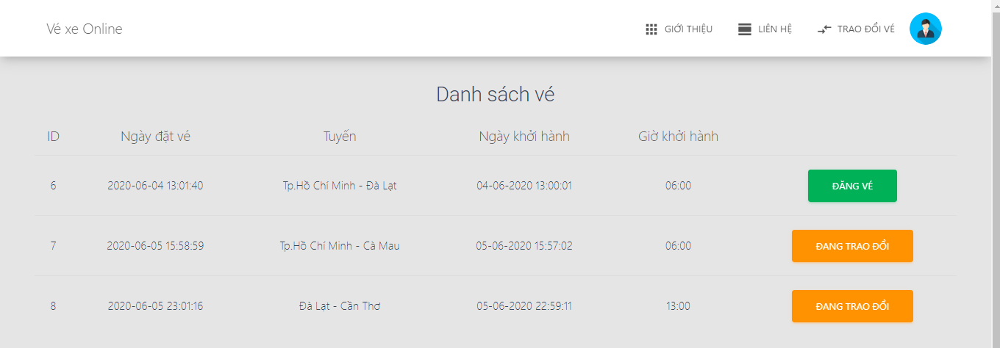 Vé xe Online GIỚI THIỆU LIÊN HỆ TRAO ĐỔI VÉ
Danh sách vé
ID Ngày đặt vé Tuyến Ngày khởi hành Giờ khởi hành
6 2020-06-04 13:01:40 Tp.Hồ Chí Minh - Đà Lạt 04-06-2020 13:00:01 06:00 ĐĂNG VÉ
7 2020-06-05 15:58:59 Tp.Hồ Chí Minh - Cà Mau 05-06-2020 15:57:02 06:00 ĐANG TRAO ĐỔI
8 2020-06-05 23:01:16 Đà Lạt - Cần Thơ 05-06-2020 22:59:11 13:00 ĐANG TRAO ĐỔI